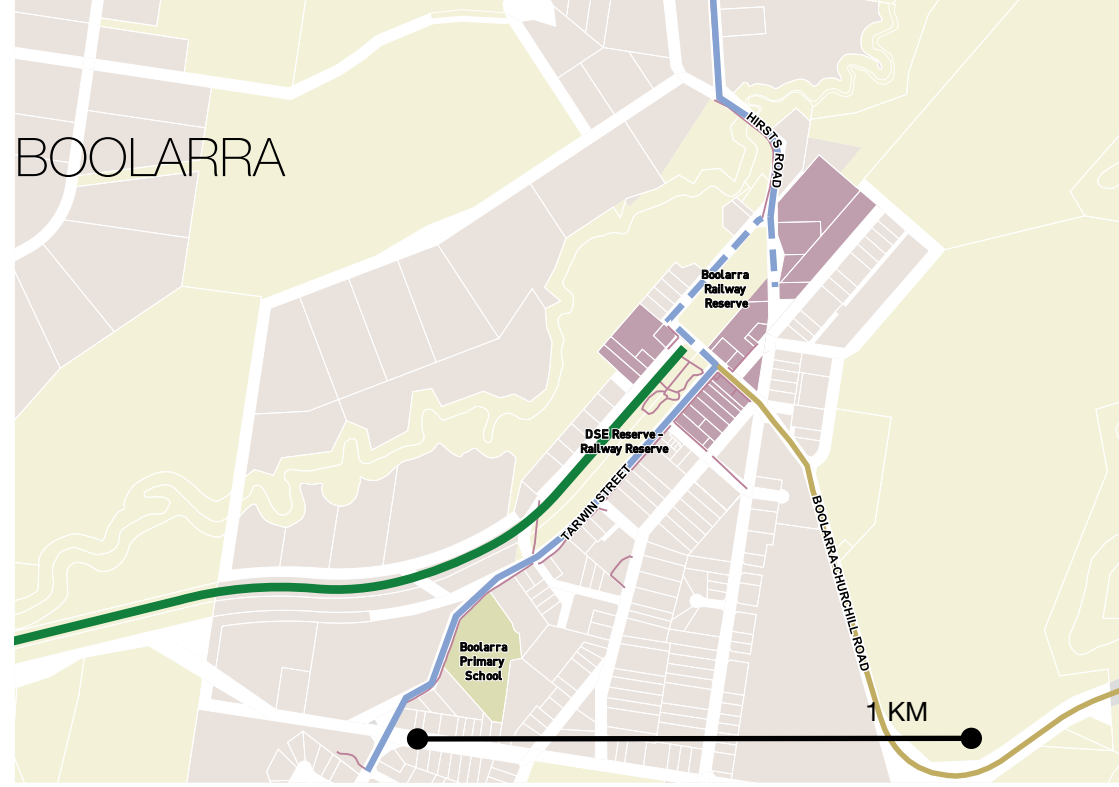 BOOLARRA
HIRSTS ROAD
Boolarra
Railway
Reserve
DSE Reserve -
Railway Reserve
TARWIN STREET
BOOLARRA-CHURCHILL ROAD
Boolarra
Primary
School
1 KM